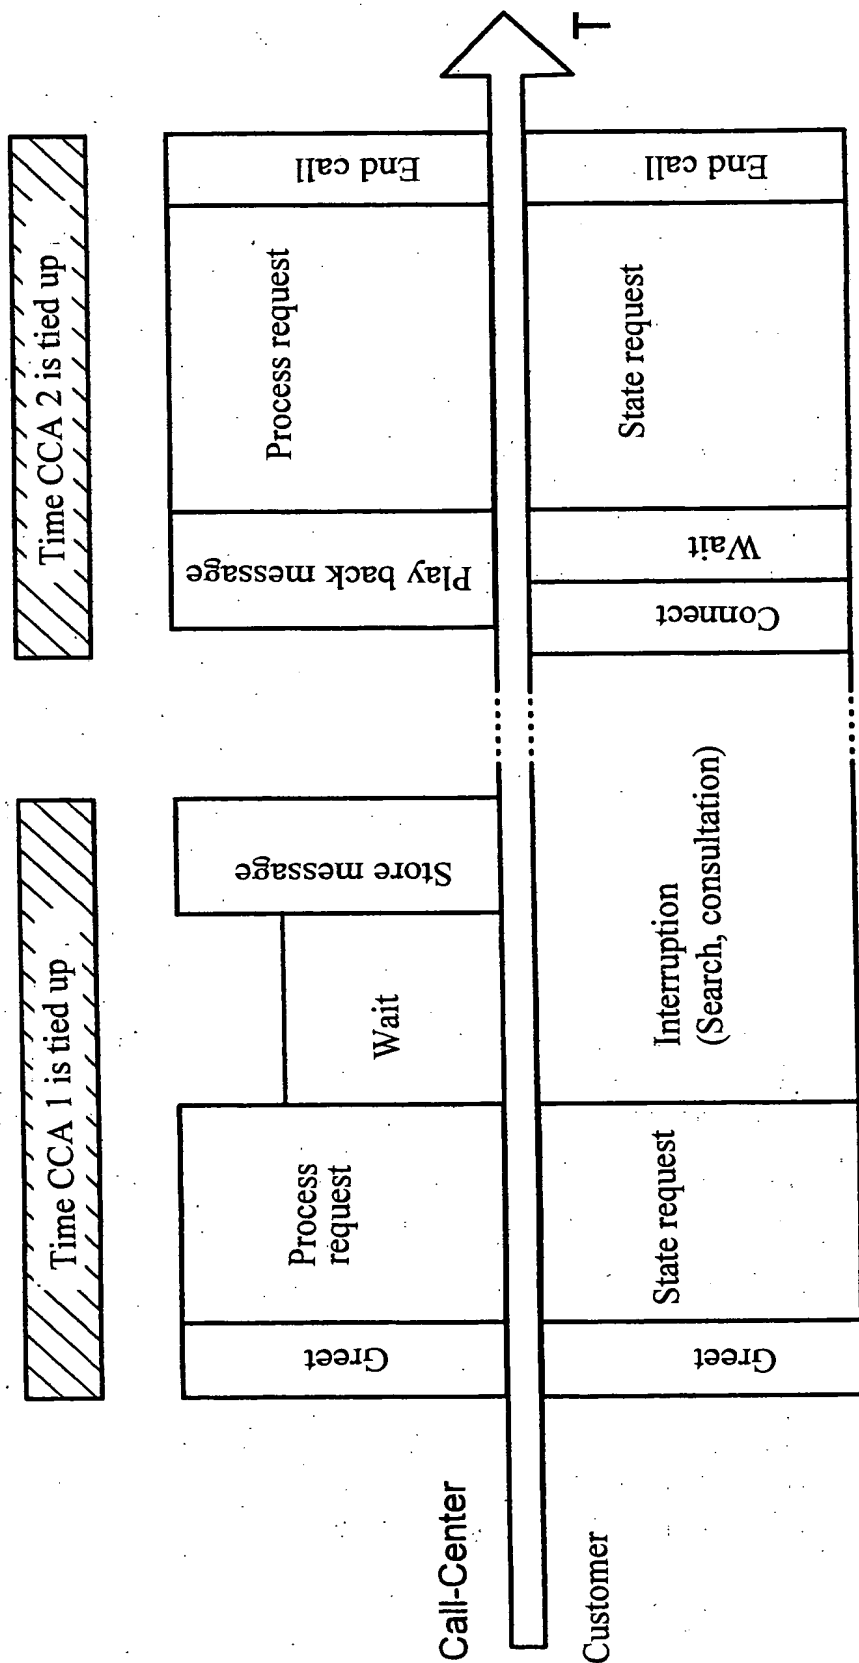 Time CCA 1 is tied up
Time CCA 2 is tied up
Call-Center
Greet
Process
request
Wait
Store message
Play back message
Process request
End call
T
Customer
Greet
State request
Interruption
(Search, consultation)
Connect
Wait
State request
End call